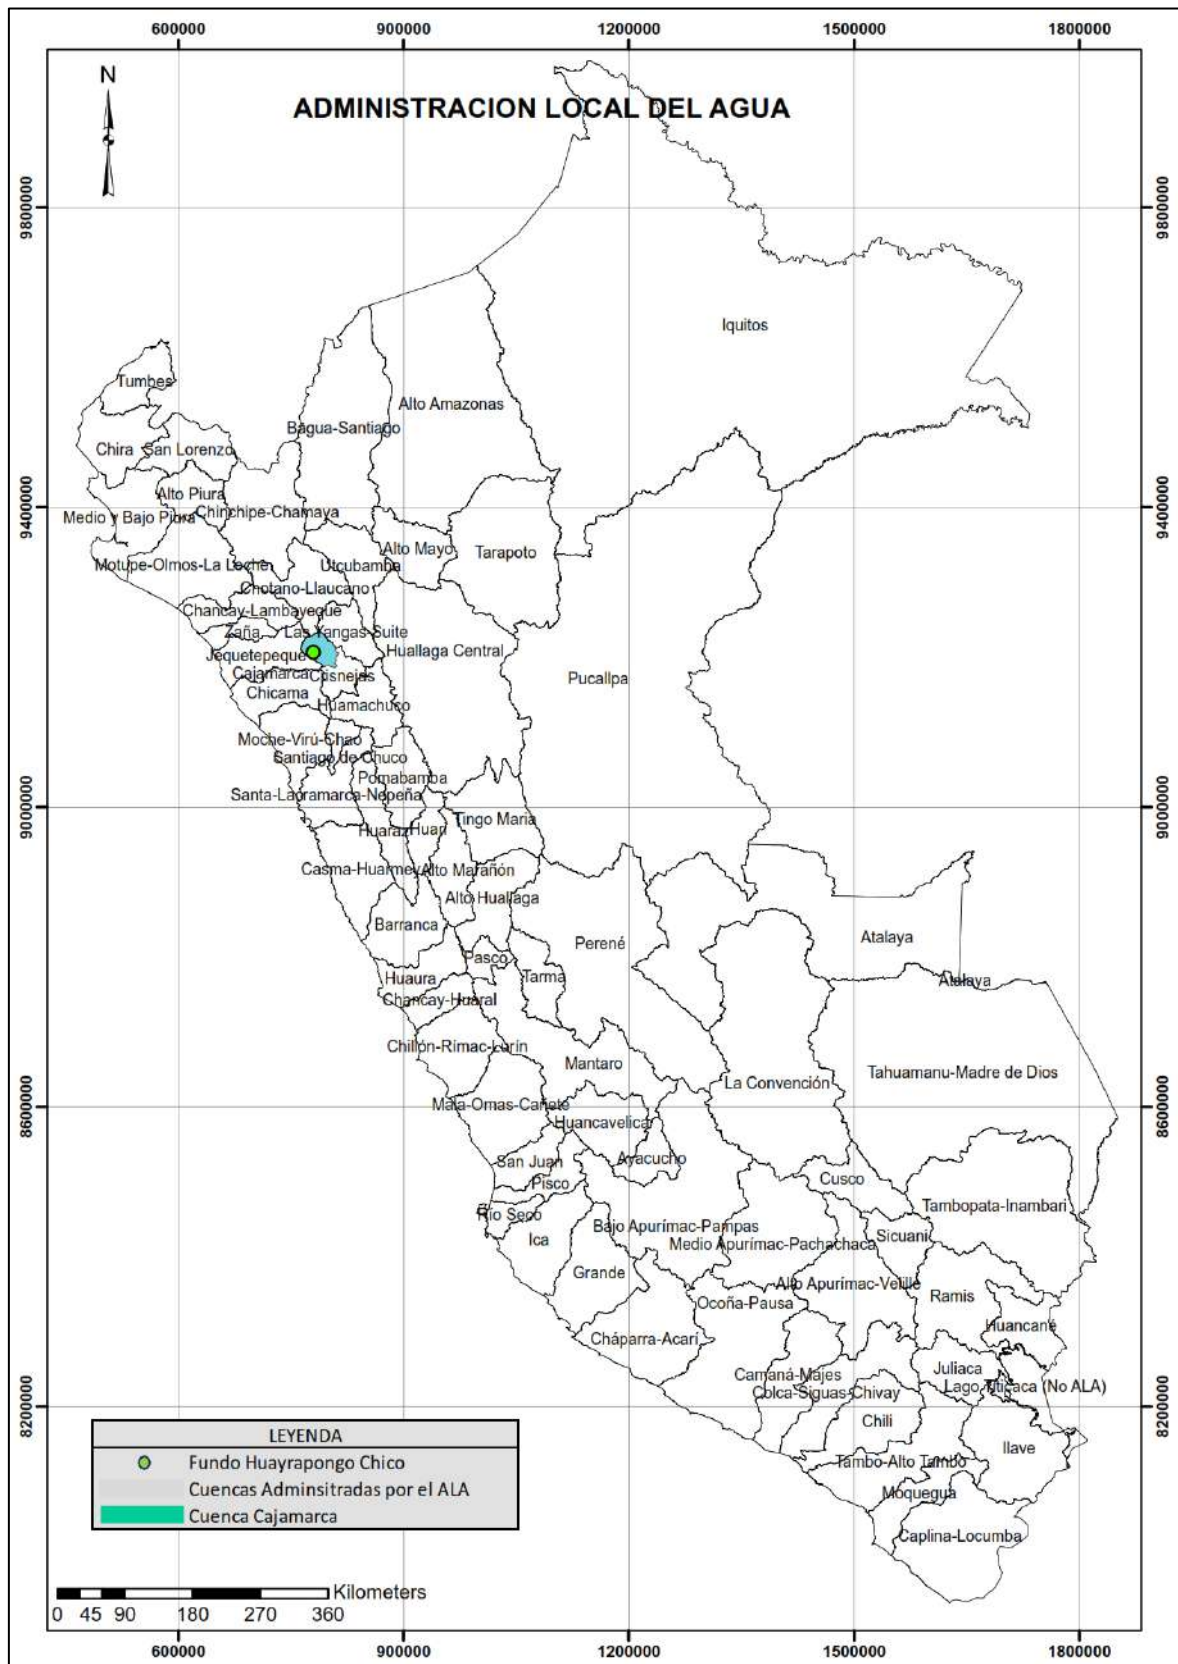 600000 900000 1200000 1500000 1800000
N
ADMINISTRACION LOCAL DEL AGUA
9800000 9800000
Iquitos
Tumbes
Alto Amazonas
Bagua-Santiago
Chira San Lorenzo
Alto Piura
9400000 9400000
Medio y Bajo Piura Chinchipe-Chamaya
Alto Mayo Tarapoto
Motupe-Olmos-La Leche Utcubamba
Chotano-Llaucano
Chancay-Lambayeque
Zaña Las Yangas-Suite
Jequetepeque Huallaga Central
Cajamarca Crisnejas
Pucallpa
Chicama
Huamachuco
Moche-Virú-Chao
Santiago de Chuco
Pomabamba
Santa-Lacramarca-Nepeña
9000000 9000000
Tingo Maria
Huaraz Huari
Casma-Huarmey Alto Marañón
Alto Huallaga
Barranca
Atalaya
Perené
Pasco
Huaura Tarma Atalaya
Chancay-Huaral
Chillón-Rímac-Lurín
Mantaro
Tahuamanu-Madre de Dios
La Convención
Mala-Omas-Cañete
8600000 8600000
Huancavelica
San Juan Ayacucho
Pisco Cusco
Río Seco Tambopata-Inambari
Ica Bajo Apurímac-Pampas Sicuani
Medio Apurímac-Pachachaca
Grande Alto Apurímac-Velille
Ocoña-Pausa Ramis
Huancané
Cháparra-Acarí
Camaná-Majes Juliaca
Colca-Siguas-Chivay Lago Titicaca (No ALA)
8200000 8200000
Chili
Ilave
Tambo-Alto Tambo
Moquegua
Caplina-Locumba
LEYENDA
Fundo Huayrapongo Chico
Cuencas Adminsitradas por el ALA
Cuenca Cajamarca
Kilometers
0 45 90 180 270 360
600000 900000 1200000 1500000 1800000